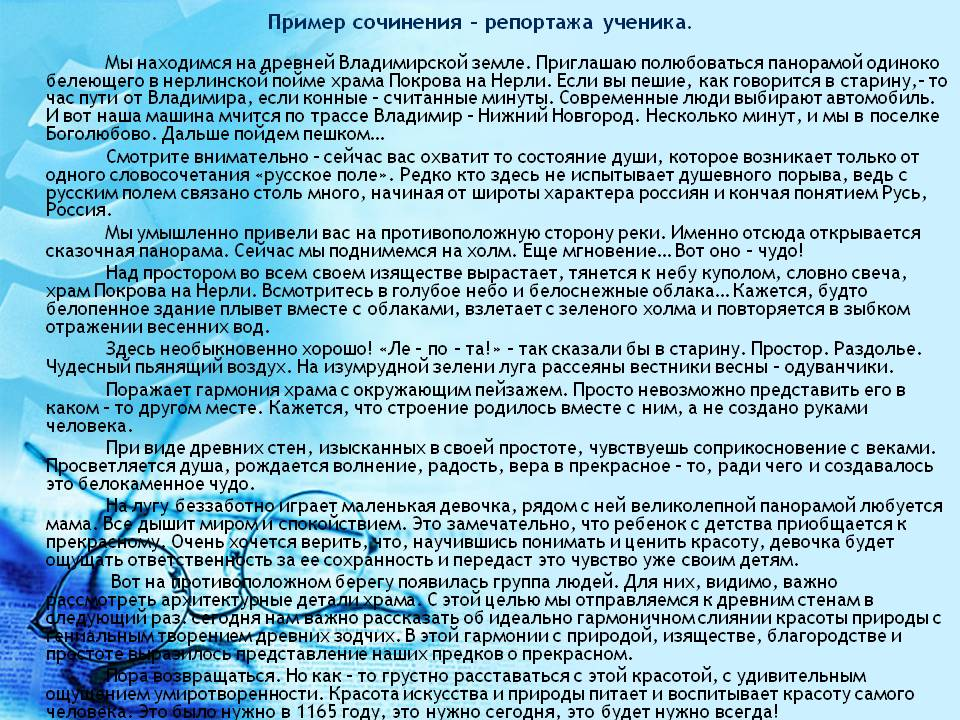 Пример сочинения – репортажа ученика.
Мы находимся на древней Владимирской земле. Приглашаю полюбоваться панорамой одиноко
белеющего в нерлинской пойме храма Покрова на Нерли. Если вы пешие, как говорится в старину,– то
час пути от Владимира, если конные – считанные минуты. Современные люди выбирают автомобиль.
И вот наша машина мчится по трассе Владимир – Нижний Новгород. Несколько минут, и мы в поселке
Боголюбово. Дальше пойдем пешком…
Смотрите внимательно – сейчас вас охватит то состояние души, которое возникает только от
одного словосочетания «русское поле». Редко кто здесь не испытывает душевного порыва, ведь с
русским полем связано столь много, начиная от широты характера россиян и кончая понятием Русь,
Россия.
Мы умышленно привели вас на противоположную сторону реки. Именно отсюда открывается
сказочная панорама. Сейчас мы поднимемся на холм. Еще мгновение… Вот оно – чудо!
Над простором во всем своем изяществе вырастает, тянется к небу куполом, словно свеча,
храм Покрова на Нерли. Всмотритесь в голубое небо и белоснежные облака… Кажется, будто
белопенное здание плывет вместе с облаками, взлетает с зеленого холма и повторяется в зыбком
отражении весенних вод.
Здесь необыкновенно хорошо! «Ле – по – та!» – так сказали бы в старину. Простор. Раздолье.
Чудесный пьянящий воздух. На изумрудной зелени луга рассеяны вестники весны – одуванчики.
Поражает гармония храма с окружающим пейзажем. Просто невозможно представить его в
каком – то другом месте. Кажется, что строение родилось вместе с ним, а не создано руками
человека.
При виде древних стен, изысканных в своей простоте, чувствуешь соприкосновение с веками.
Просветляется душа, рождается волнение, радость, вера в прекрасное – то, ради чего и создавалось
это белокаменное чудо.
На лугу беззаботно играет маленькая девочка, рядом с ней великолепной панорамой любуется
мама. Все дышит миром и спокойствием. Это замечательно, что ребенок с детства приобщается к
прекрасному. Очень хочется верить, что, научившись понимать и ценить красоту, девочка будет
ощущать ответственность за ее сохранность и передаст это чувство уже своим детям.
Вот на противоположном берегу появилась группа людей. Для них, видимо, важно
рассмотреть архитектурные детали храма. С этой целью мы отправляемся к древним стенам в
следующий раз. сегодня нам важно рассказать об идеально гармоничном слиянии красоты природы с
гениальным творением древних зодчих. В этой гармонии с природой, изяществе, благородстве и
простоте выразилось представление наших предков о прекрасном.
Пора возвращаться. Но как – то грустно расставаться с этой красотой, с удивительным
ощущением умиротворенности. Красота искусства и природы питает и воспитывает красоту самого
человека. Это было нужно в 1165 году, это нужно сегодня, это будет нужно всегда!